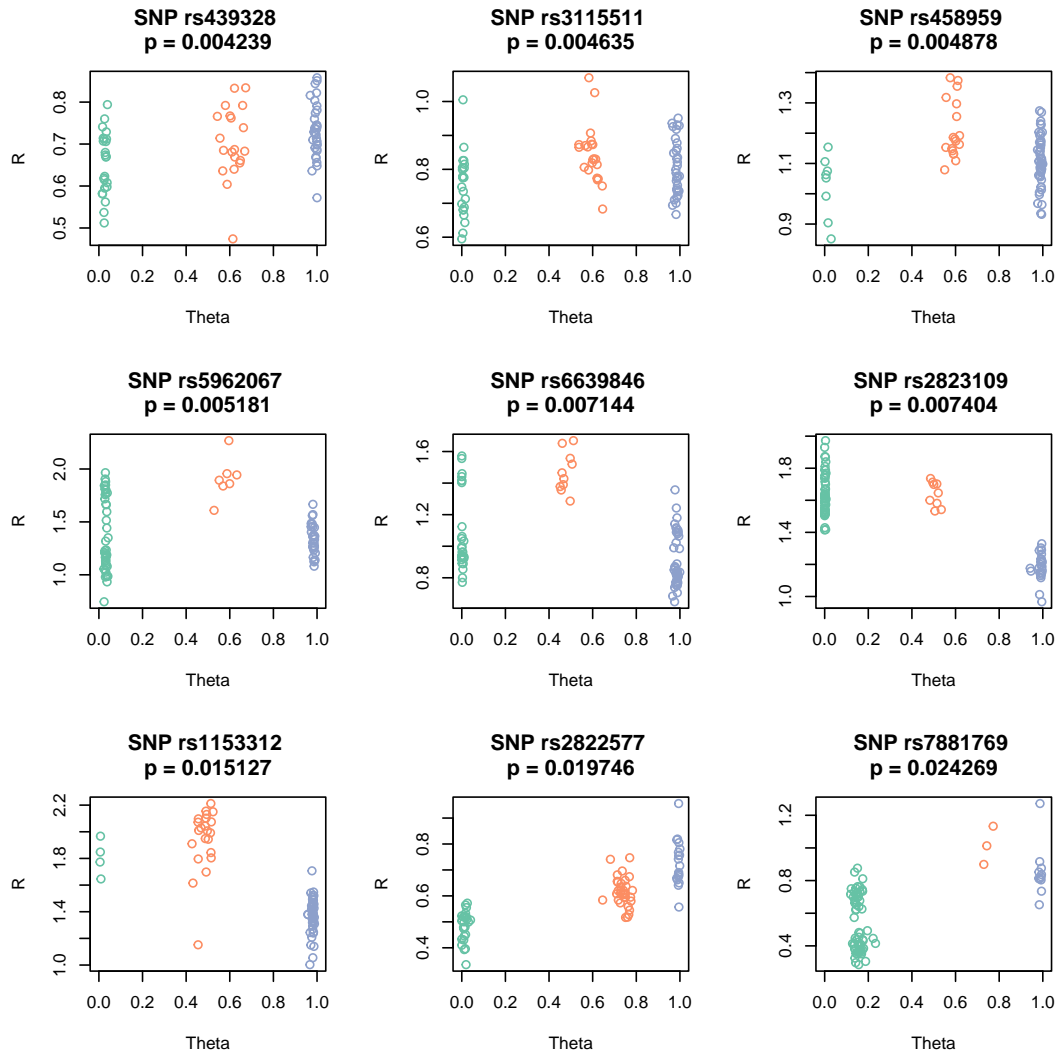 SNP rs439328
p = 0.004239
R
0.5 0.6 0.7 0.8
0.0 0.2 0.4 0.6 0.8 1.0
Theta
SNP rs3115511
p = 0.004635
R
0.6 0.8 1.0
0.0 0.2 0.4 0.6 0.8 1.0
Theta
SNP rs458959
p = 0.004878
R
0.9 1.1 1.3
0.0 0.2 0.4 0.6 0.8 1.0
Theta
SNP rs5962067
p = 0.005181
R
1.0 1.5 2.0
0.0 0.2 0.4 0.6 0.8 1.0
Theta
SNP rs6639846
p = 0.007144
R
0.8 1.2 1.6
0.0 0.2 0.4 0.6 0.8 1.0
Theta
SNP rs2823109
p = 0.007404
R
1.0 1.4 1.8
0.0 0.2 0.4 0.6 0.8 1.0
Theta
SNP rs1153312
p = 0.015127
R
1.0 1.4 1.8 2.2
0.0 0.2 0.4 0.6 0.8 1.0
Theta
SNP rs2822577
p = 0.019746
R
0.4 0.6 0.8
0.0 0.2 0.4 0.6 0.8 1.0
Theta
SNP rs7881769
p = 0.024269
R
0.4 0.8 1.2
0.0 0.2 0.4 0.6 0.8 1.0
Theta